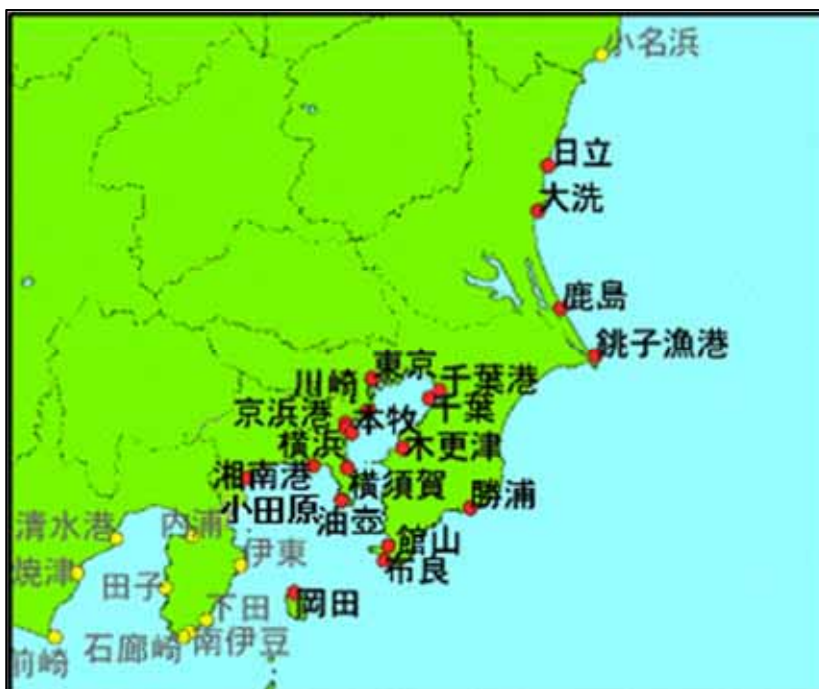 小名浜
日立
大洗
鹿島
銚子漁港
東京
川崎
千葉港
千葉
京浜港
本牧
横浜
木更津
湘南港
横須賀
小田原
油壺
勝浦
清水港
内浦
館山
伊東
布良
焼津
田子
岡田
下田
石廊崎
南伊豆
前崎